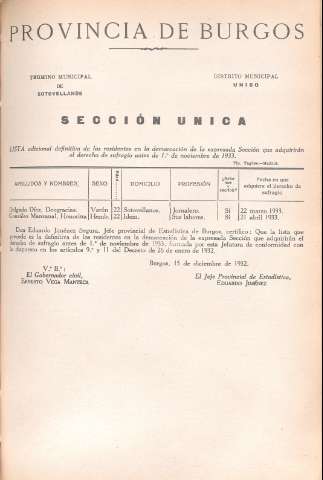 PROVINCIA DE BURGOS
TERMINO MUNICIPAL
DE
SOTOVELLANOS
DISTRITO MUNICIPAL
UNICO
SECCIÓN UNICA
LISTA adicional definitiva de los residentes en la demarcación de la expresada Sección que adquirirán
el derecho de sufragio antes de 1.º de noviembre de 1933.
APELLIDOS Y NOMBRES SEXO DOMICILIO PROFESIÓN
Fecha en que
adquiere el derecho de
sufragio
Delgado Díez, Deogracias. Varón 22 Sotovellanos. Jornalero. Sí 22 marzo 1933.
González Manzanal, Honorina Hemb. 22 Idem. Sus labores. Sí 21 abril 1933.
Don Eduardo Jiménez Jefe provincial de Estadística de Burgos, certifico: Que la lista que
precede es la definitiva de los residentes en la demarcación de la expresada Sección que adquirirán el
derecho de sufragio antes de 1.º de noviembre de 1933, formada por esta Jefatura de conformidad con
lo dispuesto en los artículos 9.º y 11 del Decreto de 26 de enero de 1932.
Burgos, 15 de diciembre de 1932.
V.º B.º:
El Gobernador civil,
ERNESTO VEGA MANTECA
El Jefe Provincial de Estadística,
EDUARDO JIMÉNEZ